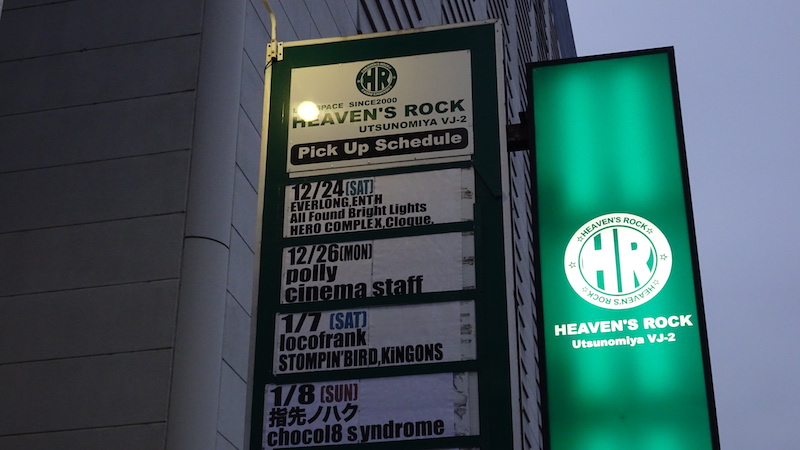 HR
SPACE SINCE2000
HEAVEN'S ROCK
UTSUNOMIYA VJ-2
Pick Up Schedule
12/24(SAT)
EVERLONG,ENTH
All Found Bright Lights
HERO COMPLEX,Cloque.
12/26(MON)
polly
cinema staff
1/7 (SAT)
locofrank
STOMPIN'BIRD,KiNGONS
1/8 (SUN)
指先ノハク
chocol8 syndrome
☆HEAVEN'S ROCK☆
HR
☆HEAVEN'S ROCK☆
HEAVEN'S ROCK
Utsunomiya VJ-2